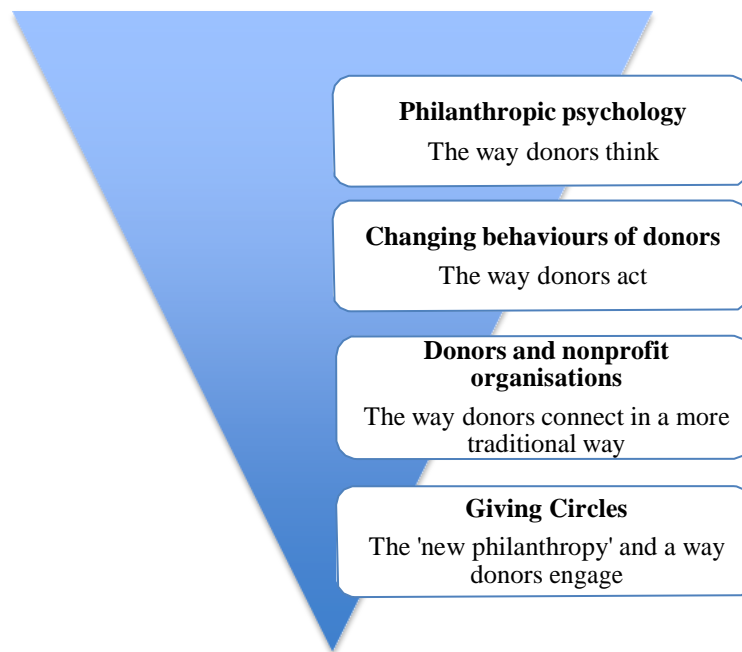 Philanthropic psychology
The way donors think
Changing behaviours of donors
The way donors act
Donors and nonprofit
organisations
The way donors connect in a more
traditional way
Giving Circles
The 'new philanthropy' and a way
donors engage